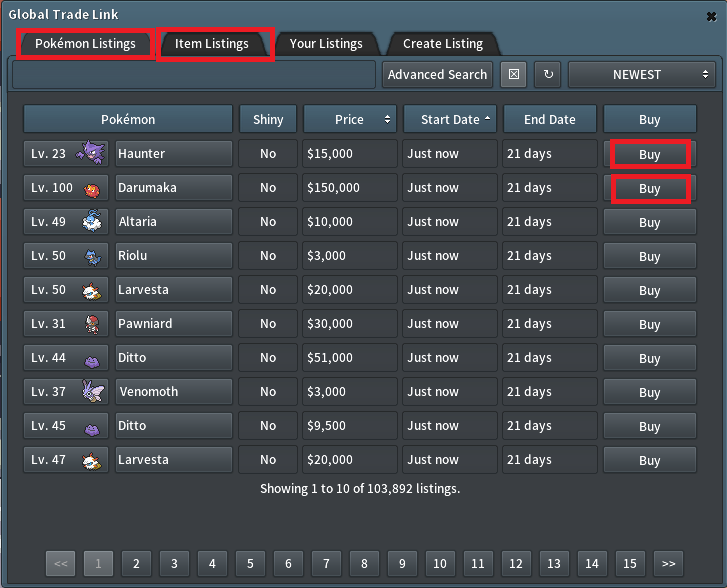 Global Trade Link
Pokémon Listings Item Listings Your Listings Create Listing
Advanced Search NEWEST
Pokémon Shiny Price Start Date End Date Buy
Lv. 23 Haunter No $15,000 Just now 21 days Buy
Lv. 100 Darumaka No $150,000 Just now 21 days Buy
Lv. 49 Altaria No $10,000 Just now 21 days Buy
Lv. 50 Riolu No $3,000 Just now 21 days Buy
Lv. 50 Larvesta No $20,000 Just now 21 days Buy
Lv. 31 Pawniard No $30,000 Just now 21 days Buy
Lv. 44 Ditto No $51,000 Just now 21 days Buy
Lv. 37 Venomoth No $3,000 Just now 21 days Buy
Lv. 45 Ditto No $9,500 Just now 21 days Buy
Lv. 47 Larvesta No $20,000 Just now 21 days Buy
Showing 1 to 10 of 103,892 listings.
<< 1 2 3 4 5 6 7 8 9 10 11 12 13 14 15 >>